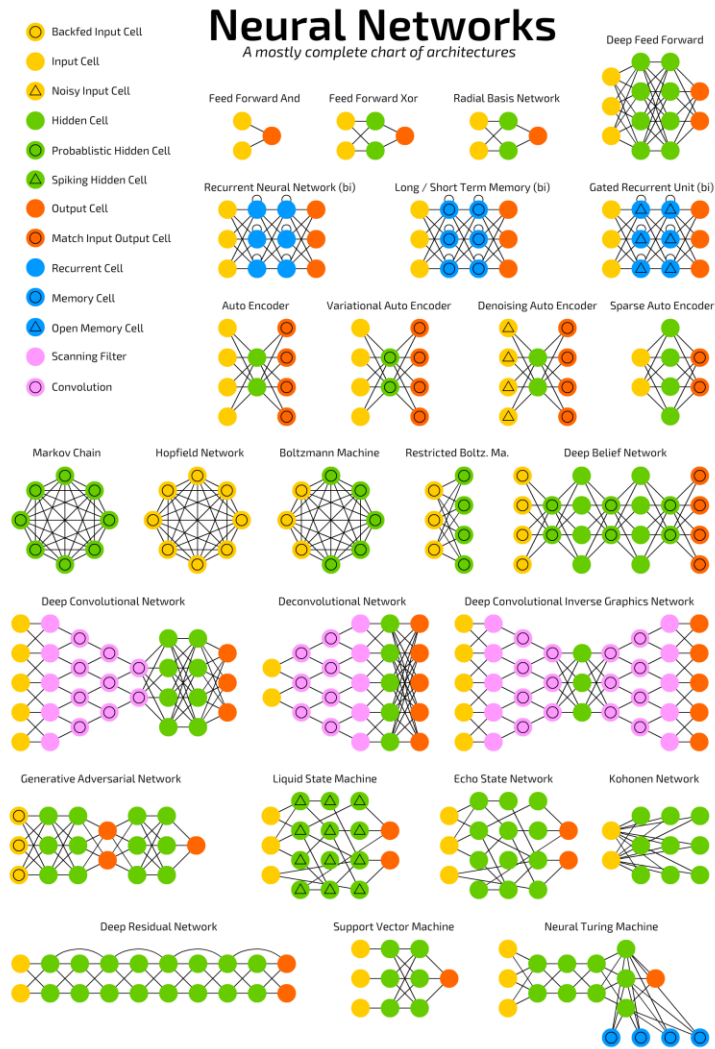 Neural Networks
A mostly complete chart of architectures
Backfed Input Cell
Input Cell
Noisy Input Cell
Hidden Cell
Probablistic Hidden Cell
Spiking Hidden Cell
Output Cell
Match Input Output Cell
Recurrent Cell
Memory Cell
Open Memory Cell
Scanning Filter
Convolution
Deep Feed Forward
Feed Forward And
Feed Forward Xor
Radial Basis Network
Recurrent Neural Network (bi)
Long / Short Term Memory (bi)
Gated Recurrent Unit (bi)
Auto Encoder
Variational Auto Encoder
Denoising Auto Encoder
Sparse Auto Encoder
Markov Chain
Hopfield Network
Boltzmann Machine
Restricted Boltz. Ma.
Deep Belief Network
Deep Convolutional Network
Deconvolutional Network
Deep Convolutional Inverse Graphics Network
Generative Adversarial Network
Liquid State Machine
Echo State Network
Kohonen Network
Deep Residual Network
Support Vector Machine
Neural Turing Machine